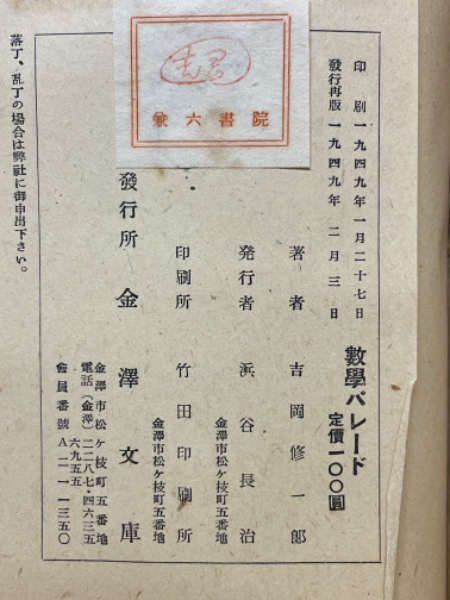 印刷 一九四九年一月二十七日
發行再版 一九四九年二月三日
數學パレード
定價一〇〇圓
著者 吉岡修一郎
発行者 浜谷長治
金澤市松ケ枝町五番地
印刷所 竹田印刷所
金澤市松ケ枝町五番地
發行所 金澤文庫
金澤市松ケ枝町五番地
電話(金澤)二二八七・四六三五
六九五五
會員番號A二一一三五〇
兼六書院
落丁、乱丁の場合は弊社に御申出下さい。